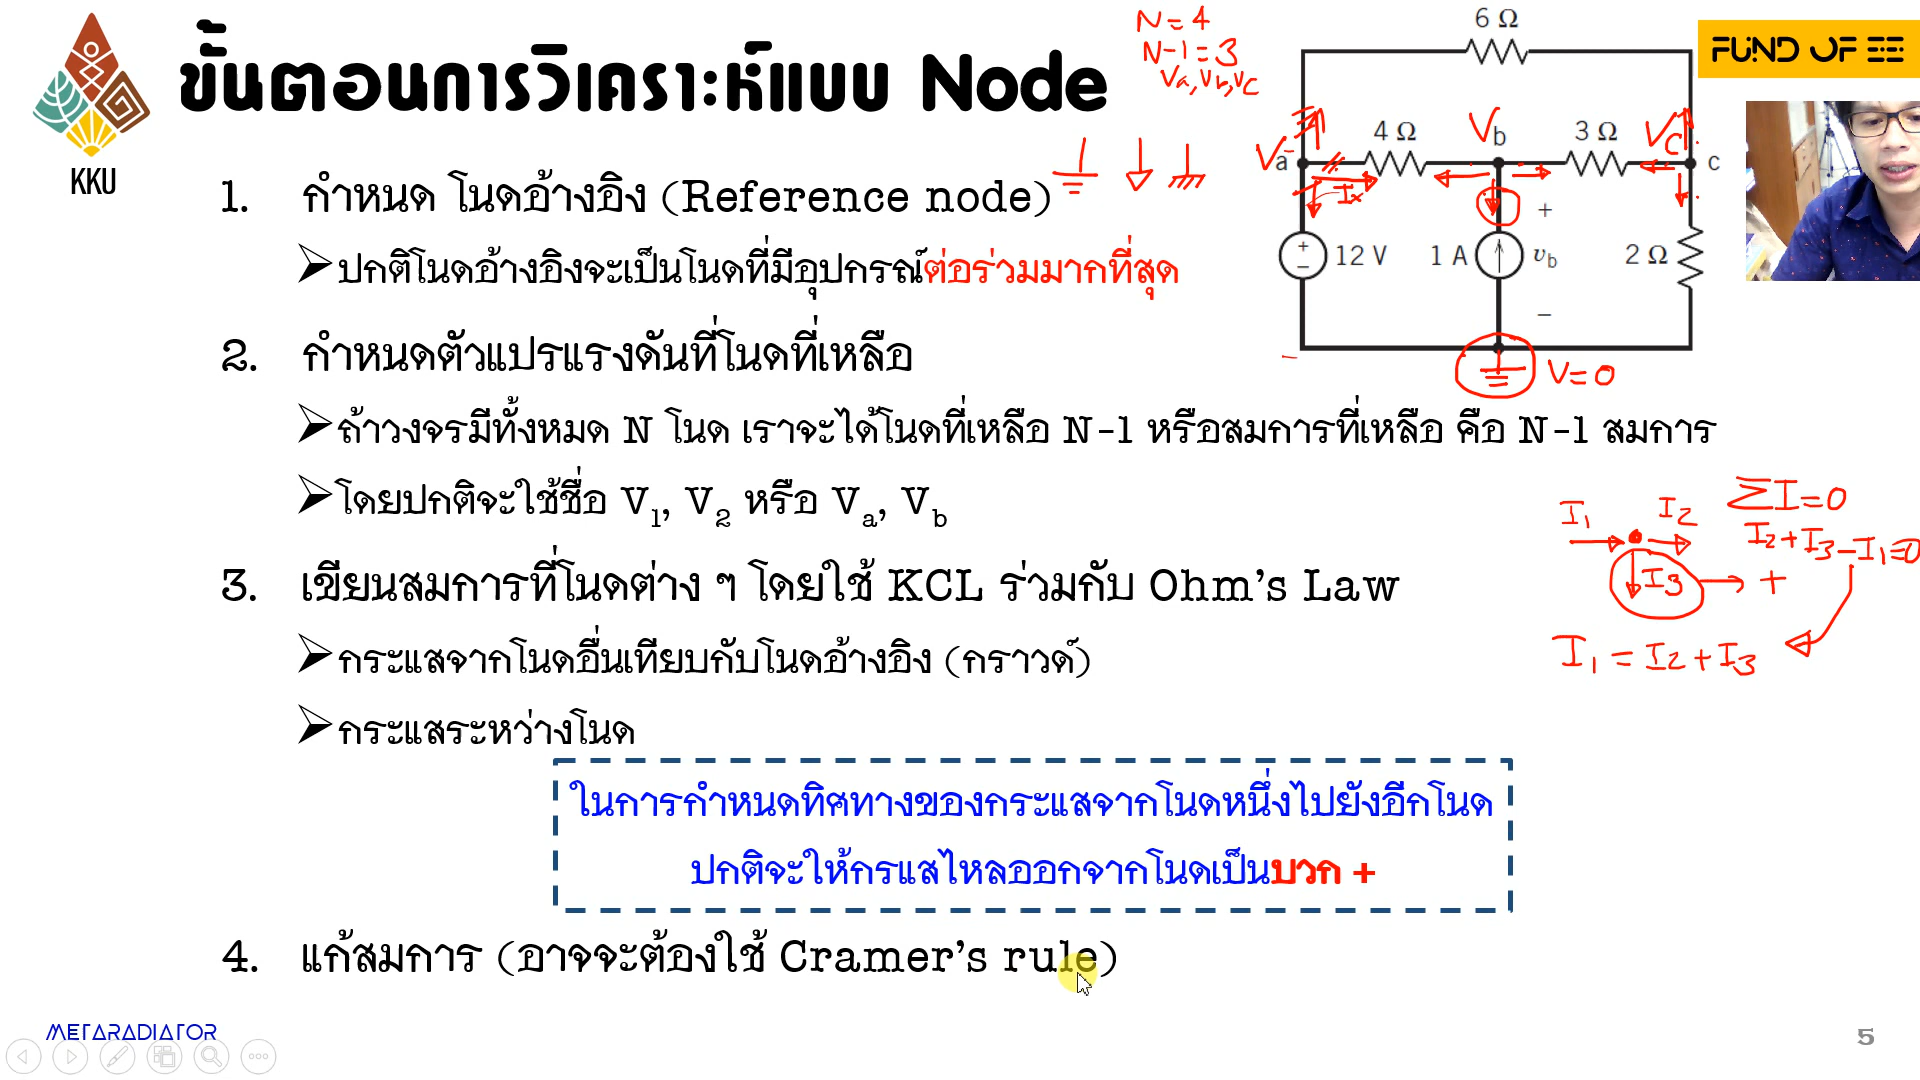 ขั้นตอนการวิเคราะห์แบบ Node
KKU
FUND OF EE
N=4
N-1=3
Va,Vb,Vc
6 Ω
4 Ω
3 Ω
V
a
V
b
Vc
c
Ix
+
−
12 V
1 A
+
vb
−
2 Ω
V=0
1. กำหนด โนดอ้างอิง (Reference node)
➢ปกติโนดอ้างอิงจะเป็นโนดที่มีอุปกรณ์ต่อร่วมมากที่สุด
2. กำหนดตัวแปรแรงดันที่โนดที่เหลือ
➢ถ้าวงจรมีทั้งหมด N โนด เราจะได้โนดที่เหลือ N-1 หรือสมการที่เหลือ คือ N-1 สมการ
➢โดยปกติจะใช้ชื่อ V1, V2 หรือ Va, Vb
3. เขียนสมการที่โนดต่าง ๆ โดยใช้ KCL ร่วมกับ Ohm's Law
➢กระแสจากโนดอื่นเทียบกับโนดอ้างอิง (กราวด์)
➢กระแสระหว่างโนด
I1
I2
I3
+
ΣI=0
I2+I3-I1=0
I1=I2+I3
ในการกำหนดทิศทางของกระแสจากโนดหนึ่งไปยังอีกโนด
ปกติจะให้กรแสไหลออกจากโนดเป็นบวก +
4. แก้สมการ (อาจจะต้องใช้ Cramer's rule)
METARADIATOR
5